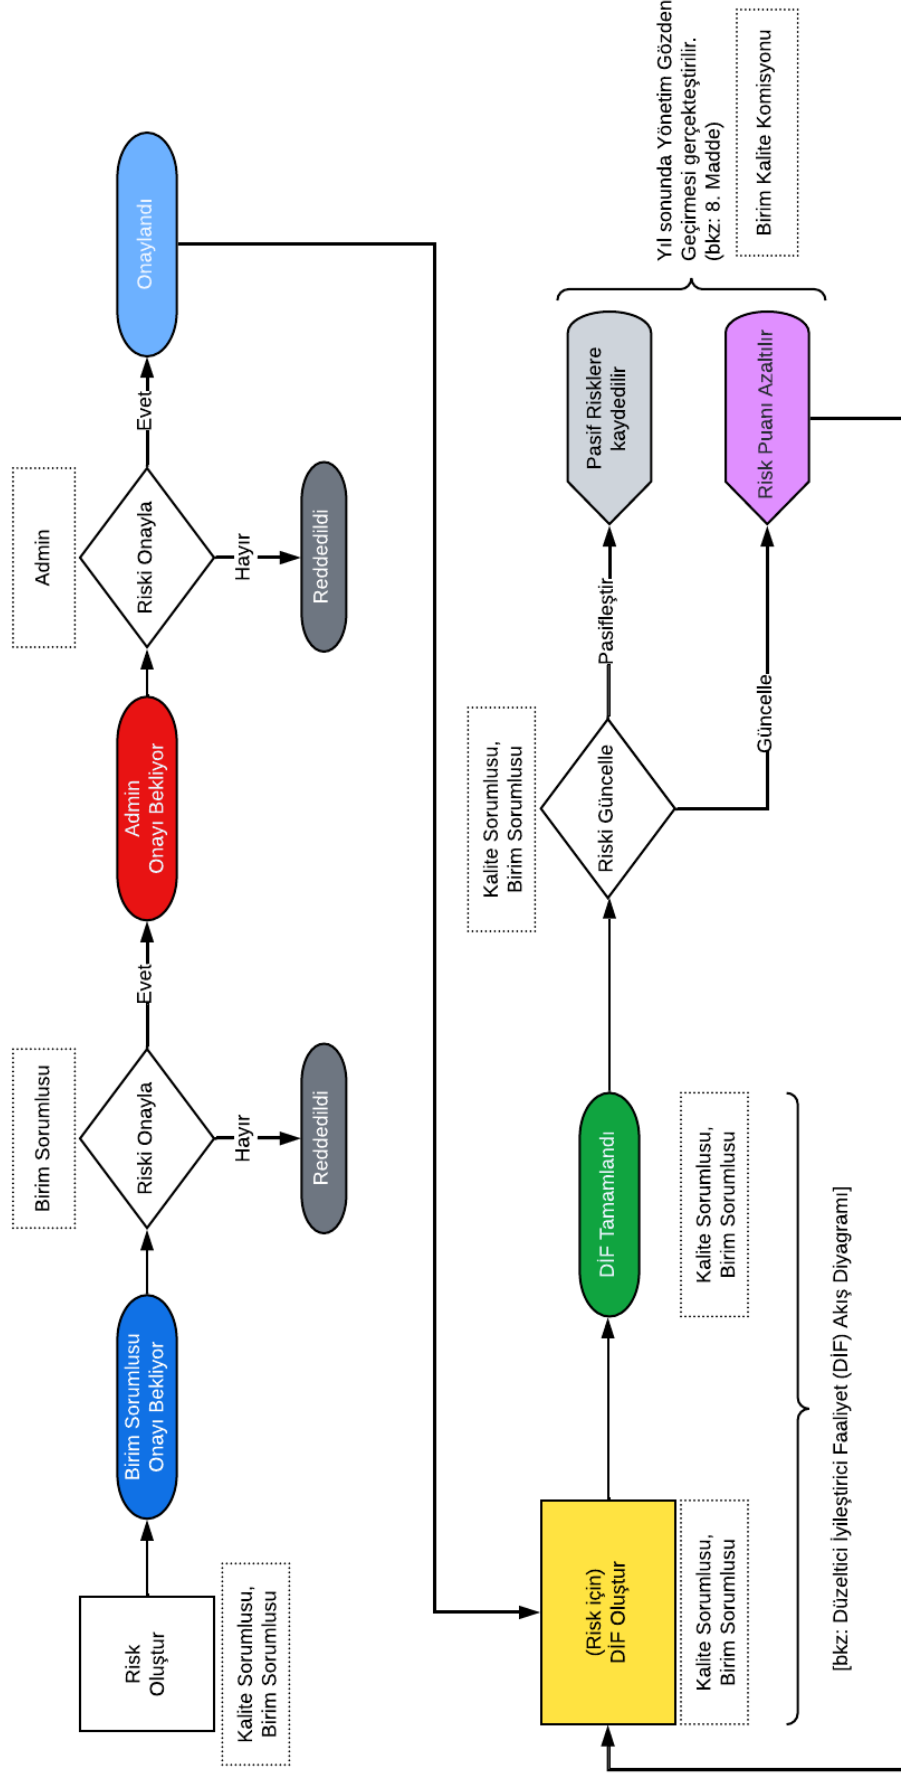 Risk
Oluştur
Kalite Sorumlusu,
Birim Sorumlusu
Birim Sorumlusu
Onayı Bekliyor
Birim Sorumlusu
Riski Onayla
Evet
Hayır
Reddedildi
Admin
Onayı Bekliyor
Admin
Riski Onayla
Evet
Hayır
Reddedildi
Onaylandı
(Risk için)
DİF Oluştur
Kalite Sorumlusu,
Birim Sorumlusu
DİF Tamamlandı
Kalite Sorumlusu,
Birim Sorumlusu
[bkz: Düzeltici İyileştirici Faaliyet (DİF) Akış Diyagramı]
Kalite Sorumlusu,
Birim Sorumlusu
Riski Güncelle
Pasifleştir
Güncelle
Pasif Risklere
kaydedilir
Risk Puanı Azaltılır
Yıl sonunda Yönetim Gözden
Geçirmesi gerçekteştirilir.
(bkz: 8. Madde)
Birim Kalite Komisyonu